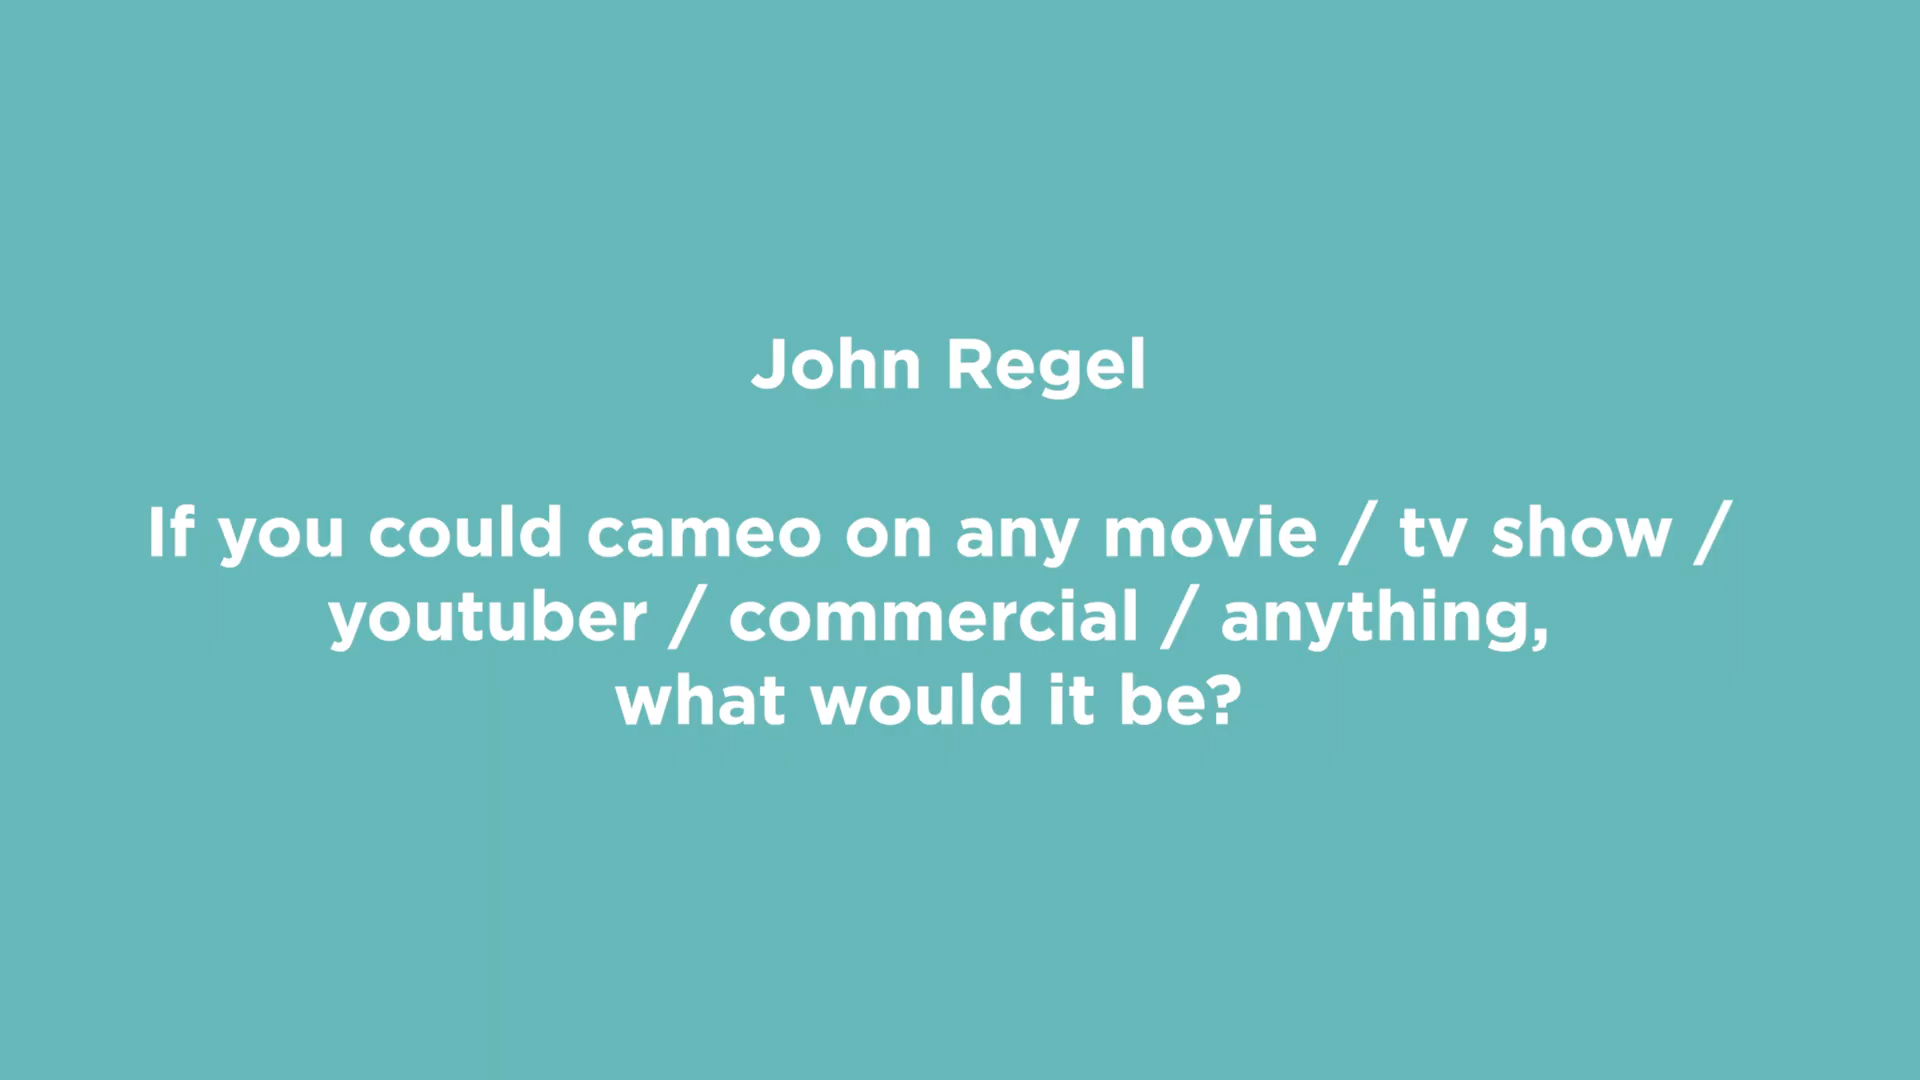 John Regel
If you could cameo on any movie / tv show /
youtuber / commercial / anything,
what would it be?